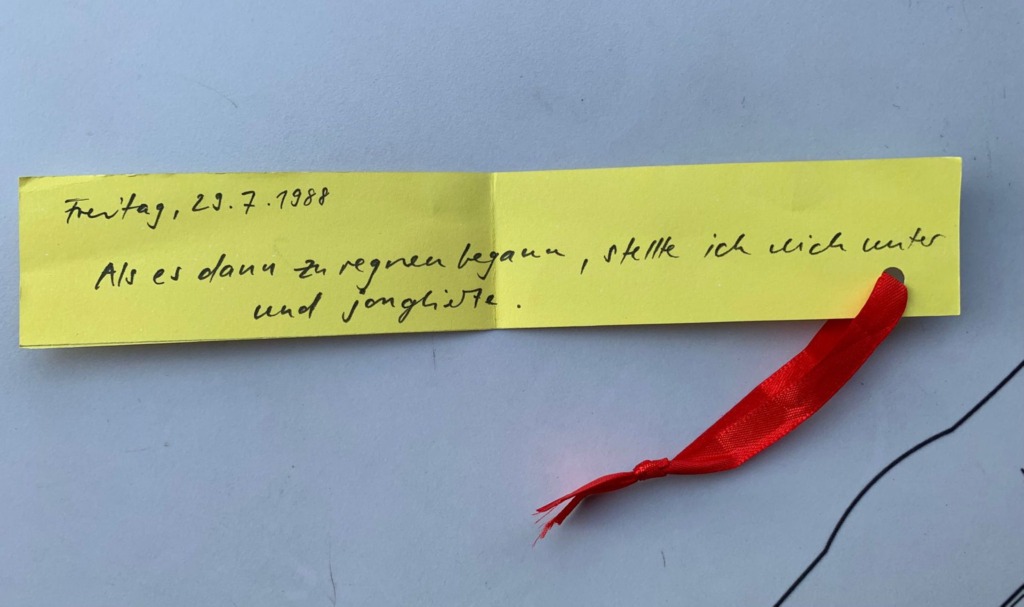 Freitag, 29.7.1988
Als es dann zu regnen begann, stellte ich mich unter
und jonglierte.